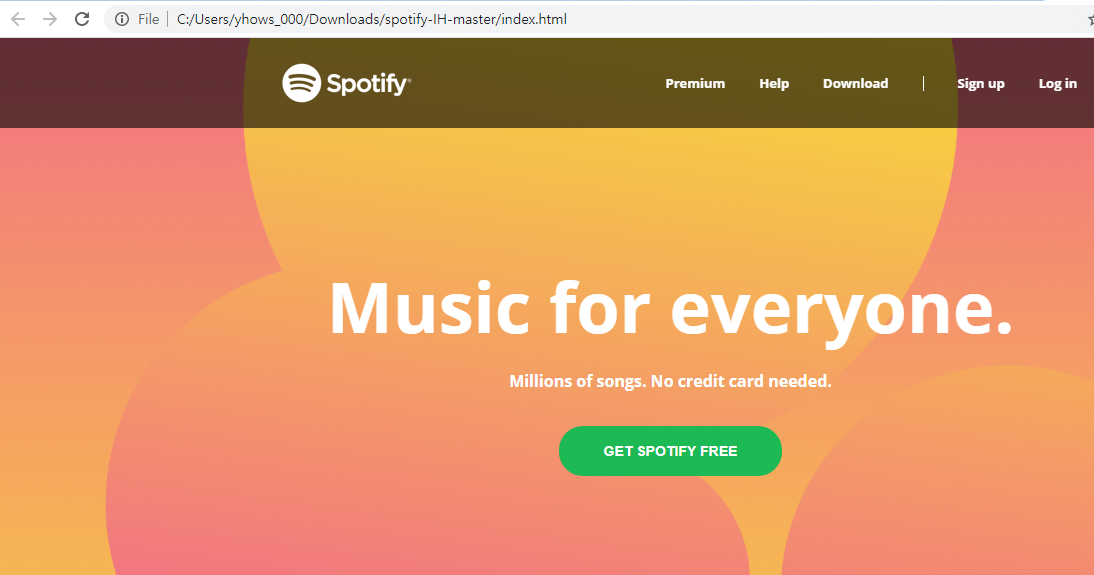 File | C:/Users/yhows_000/Downloads/spotify-IH-master/index.html
Spotify® Premium Help Download | Sign up Log in
Music for everyone.
Millions of songs. No credit card needed.
GET SPOTIFY FREE